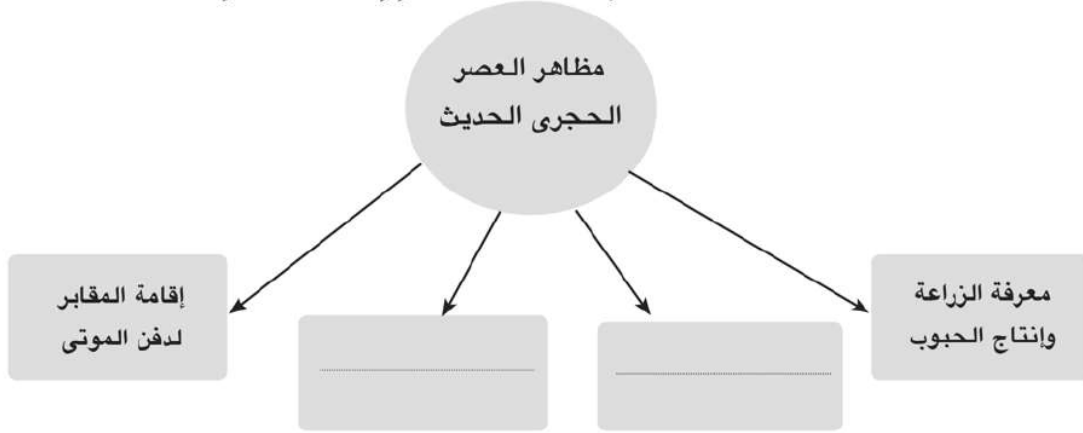 مظاهر العصر
الحجرى الحديث
معرفة الزراعة
وإنتاج الحبوب
إقامة المقابر
لدفن الموتى